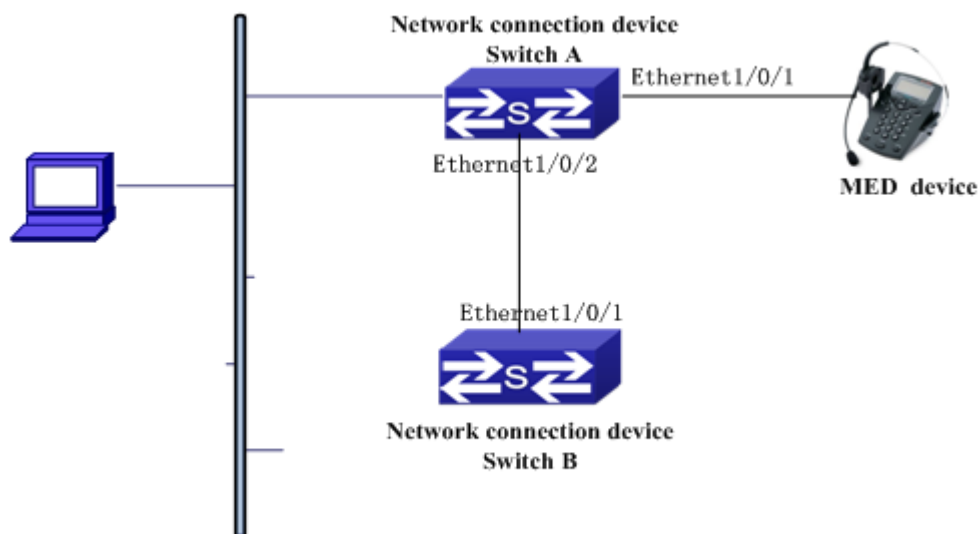 Network connection device
Switch A
Ethernet1/0/1
S
Ethernet1/0/2
MED device
Ethernet1/0/1
S
Network connection device
Switch B